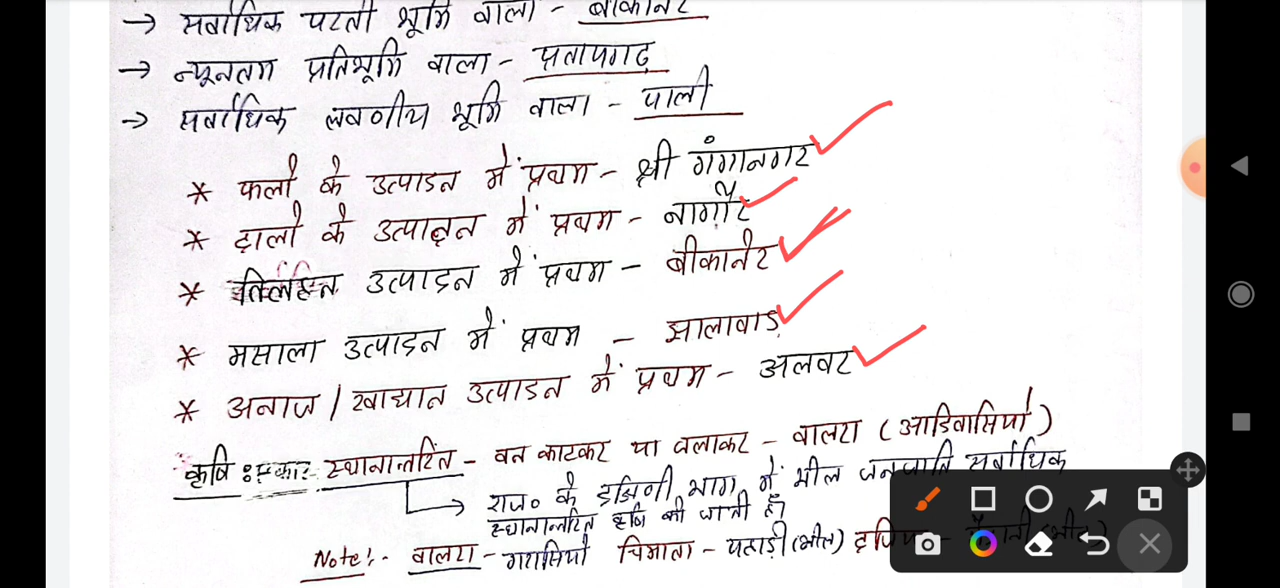 → सर्वाधिक परती भूमि वाला - बीकानेर
→ न्यूनतम प्रतिभूमि वाला - प्रतापगढ़
→ सर्वाधिक लवणीय भूमि वाला - पाली
* फलों के उत्पादन में प्रथम - श्री गंगानगर
* दालों के उत्पादन में प्रथम - नागौर
* तिलहन उत्पादन में प्रथम - बीकानेर
* मसाला उत्पादन में प्रथम - झालावाड़
* अनाज / खाद्यान उत्पादन में प्रथम - अलवर
कृषि प्रकार :- स्थानान्तरित - वन काटकर या जलाकर - वालरा (आदिवासियों)
→ राज० के दक्षिणी भाग में भील जनजाति सर्वाधिक
स्थानान्तरित कृषि की जाती है
Note:- वालरा - गरासियों चिमाता - पहाड़ी (भील)